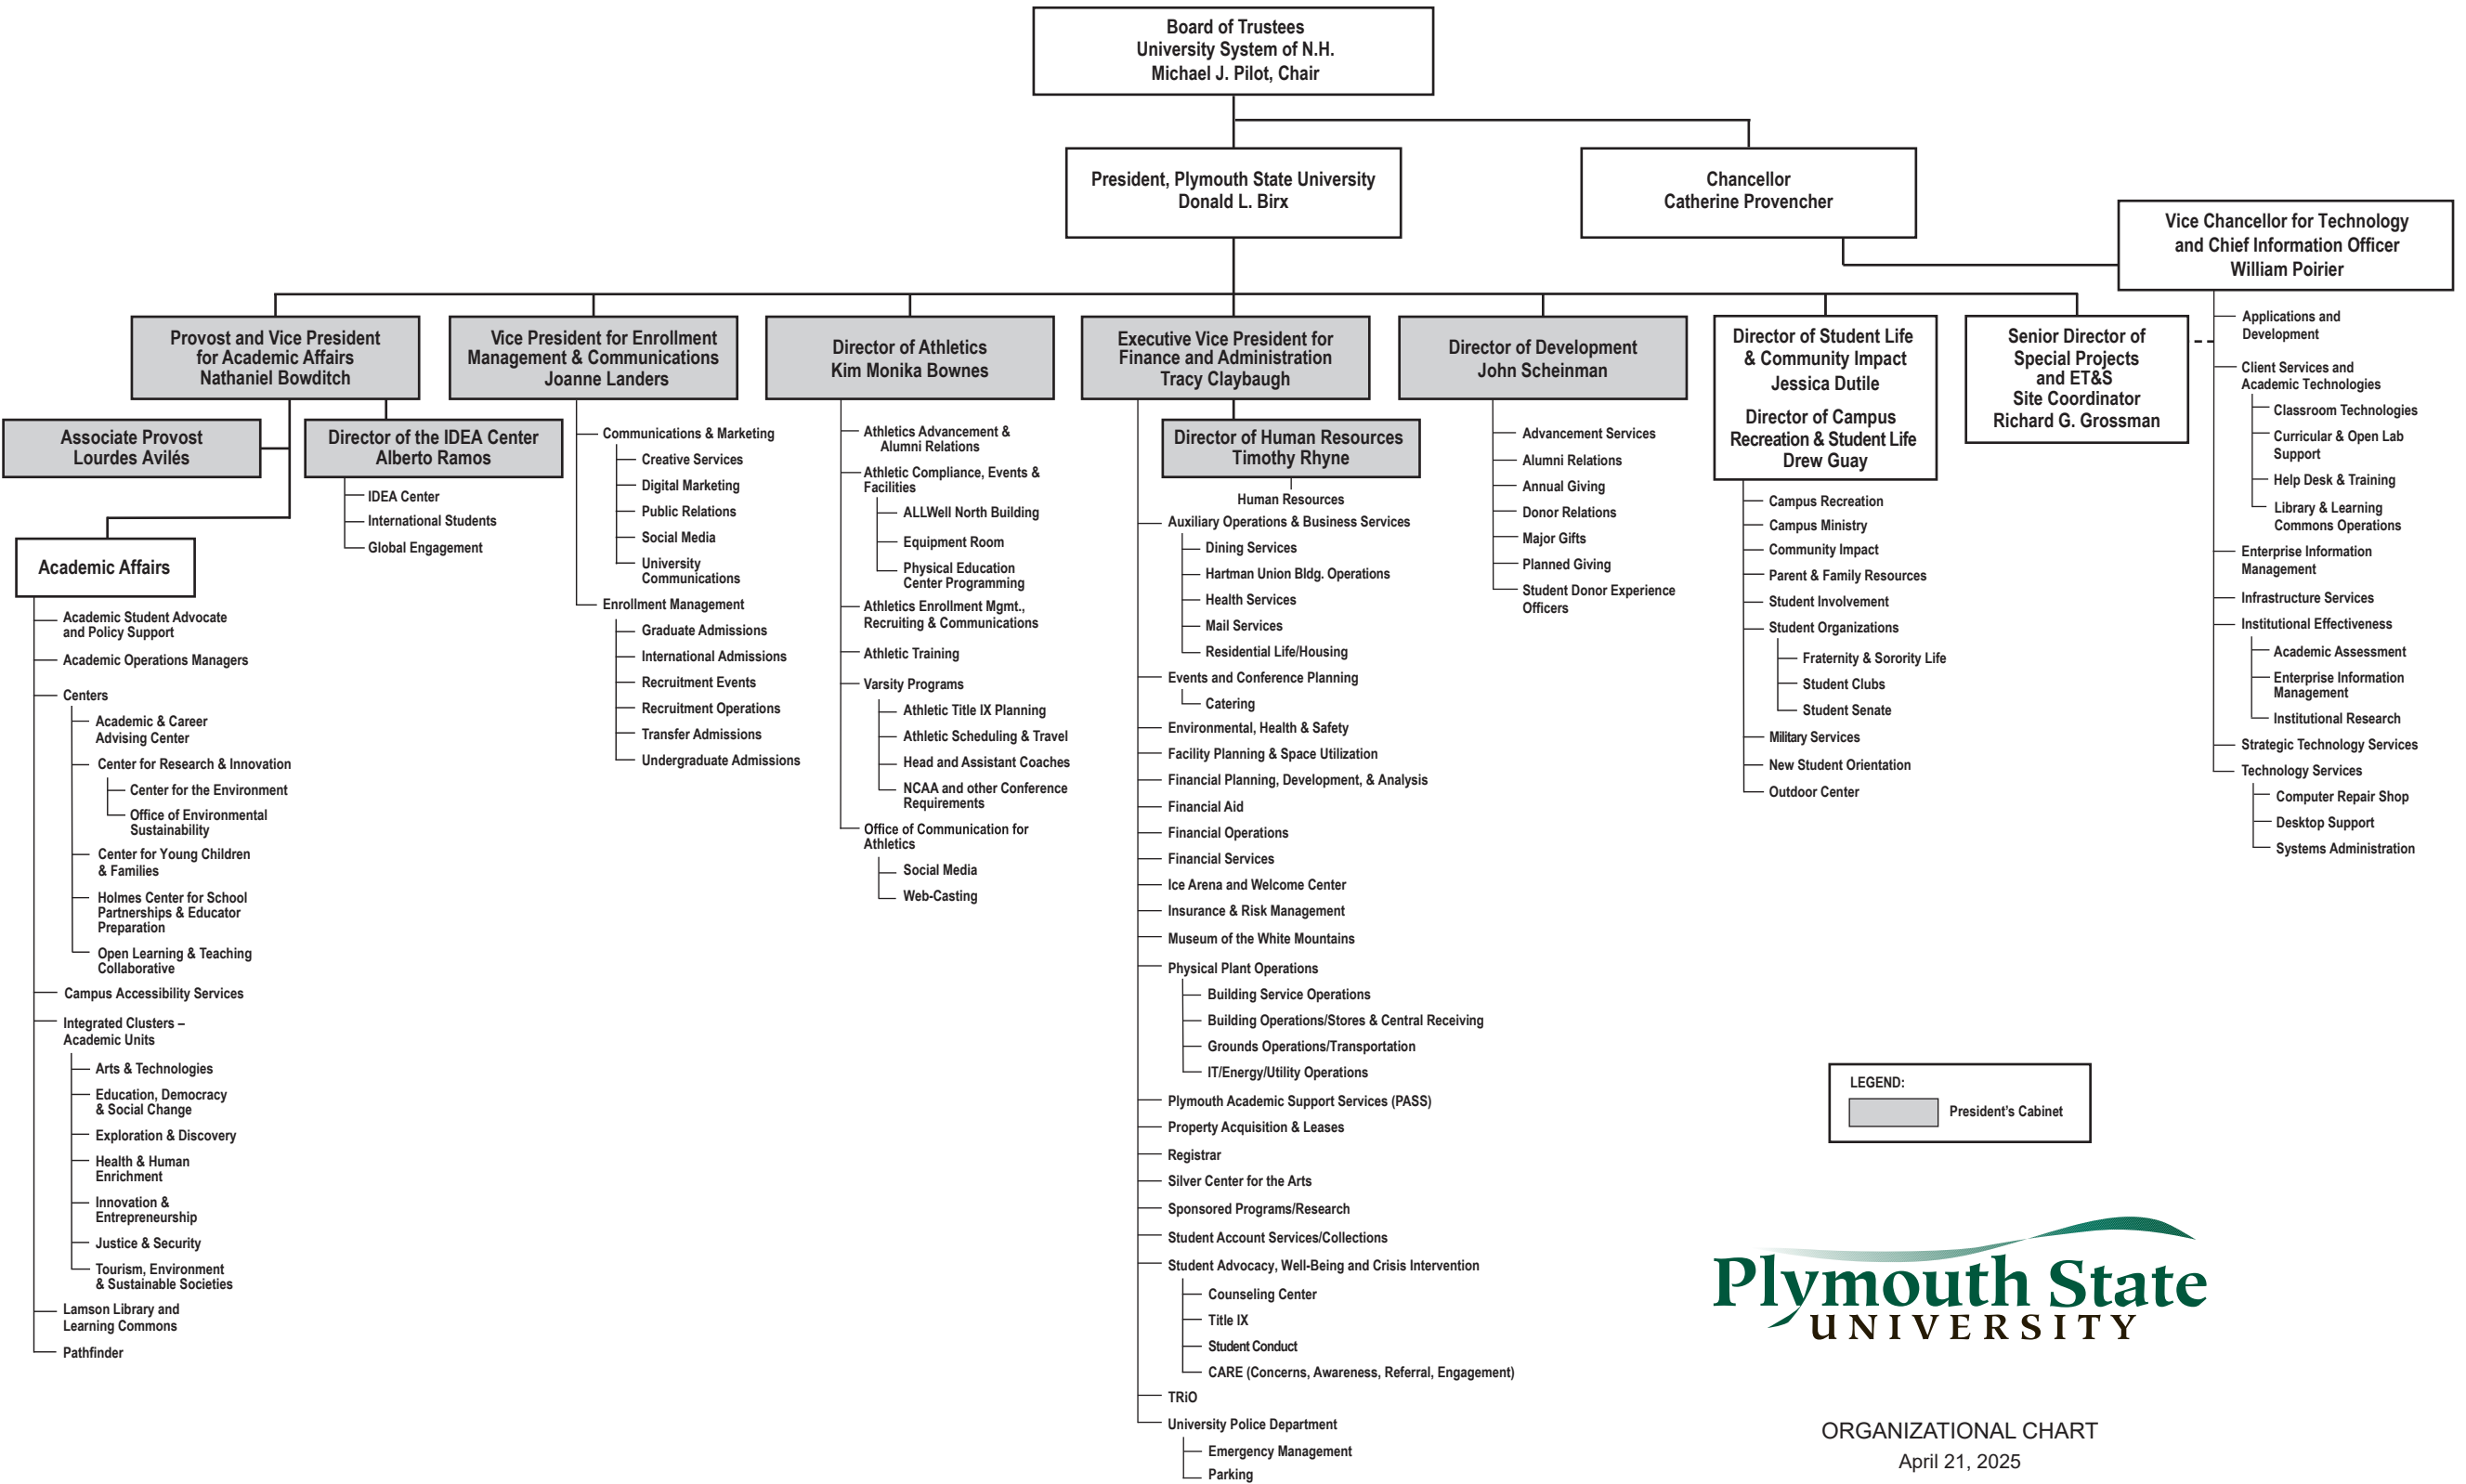 Board of Trustees
University System of N.H.
Michael J. Pilot, Chair
President, Plymouth State University
Donald L. Birx
Chancellor
Catherine Provencher
Vice Chancellor for Technology
and Chief Information Officer
William Poirier
Provost and Vice President
for Academic Affairs
Nathaniel Bowditch
Vice President for Enrollment
Management & Communications
Joanne Landers
Director of Athletics
Kim Monika Bownes
Executive Vice President for
Finance and Administration
Tracy Claybaugh
Director of Development
John Scheinman
Director of Student Life
& Community Impact
Jessica Dutile
Director of Campus
Recreation & Student Life
Drew Guay
Senior Director of
Special Projects
and ET&S
Site Coordinator
Richard G. Grossman
Associate Provost
Lourdes Avilés
Director of the IDEA Center
Alberto Ramos
IDEA Center
International Students
Global Engagement
Academic Affairs
Academic Student Advocate
and Policy Support
Academic Operations Managers
Centers
Academic & Career
Advising Center
Center for Research & Innovation
Center for the Environment
Office of Environmental
Sustainability
Center for Young Children
& Families
Holmes Center for School
Partnerships & Educator
Preparation
Open Learning & Teaching
Collaborative
Campus Accessibility Services
Integrated Clusters –
Academic Units
Arts & Technologies
Education, Democracy
& Social Change
Exploration & Discovery
Health & Human
Enrichment
Innovation &
Entrepreneurship
Justice & Security
Tourism, Environment
& Sustainable Societies
Lamson Library and
Learning Commons
Pathfinder
Communications & Marketing
Creative Services
Digital Marketing
Public Relations
Social Media
University
Communications
Enrollment Management
Graduate Admissions
International Admissions
Recruitment Events
Recruitment Operations
Transfer Admissions
Undergraduate Admissions
Athletics Advancement &
Alumni Relations
Athletic Compliance, Events &
Facilities
ALLWell North Building
Equipment Room
Physical Education
Center Programming
Athletics Enrollment Mgmt.,
Recruiting & Communications
Athletic Training
Varsity Programs
Athletic Title IX Planning
Athletic Scheduling & Travel
Head and Assistant Coaches
NCAA and other Conference
Requirements
Office of Communication for
Athletics
Social Media
Web-Casting
Director of Human Resources
Timothy Rhyne
Human Resources
Auxiliary Operations & Business Services
Dining Services
Hartman Union Bldg. Operations
Health Services
Mail Services
Residential Life/Housing
Events and Conference Planning
Catering
Environmental, Health & Safety
Facility Planning & Space Utilization
Financial Planning, Development, & Analysis
Financial Aid
Financial Operations
Financial Services
Ice Arena and Welcome Center
Insurance & Risk Management
Museum of the White Mountains
Physical Plant Operations
Building Service Operations
Building Operations/Stores & Central Receiving
Grounds Operations/Transportation
IT/Energy/Utility Operations
Plymouth Academic Support Services (PASS)
Property Acquisition & Leases
Registrar
Silver Center for the Arts
Sponsored Programs/Research
Student Account Services/Collections
Student Advocacy, Well-Being and Crisis Intervention
Counseling Center
Title IX
Student Conduct
CARE (Concerns, Awareness, Referral, Engagement)
TRiO
University Police Department
Emergency Management
Parking
Advancement Services
Alumni Relations
Annual Giving
Donor Relations
Major Gifts
Planned Giving
Student Donor Experience
Officers
Campus Recreation
Campus Ministry
Community Impact
Parent & Family Resources
Student Involvement
Student Organizations
Fraternity & Sorority Life
Student Clubs
Student Senate
Military Services
New Student Orientation
Outdoor Center
Applications and
Development
Client Services and
Academic Technologies
Classroom Technologies
Curricular & Open Lab
Support
Help Desk & Training
Library & Learning
Commons Operations
Enterprise Information
Management
Infrastructure Services
Institutional Effectiveness
Academic Assessment
Enterprise Information
Management
Institutional Research
Strategic Technology Services
Technology Services
Computer Repair Shop
Desktop Support
Systems Administration
LEGEND:
President's Cabinet
Plymouth State
UNIVERSITY
ORGANIZATIONAL CHART
April 21, 2025